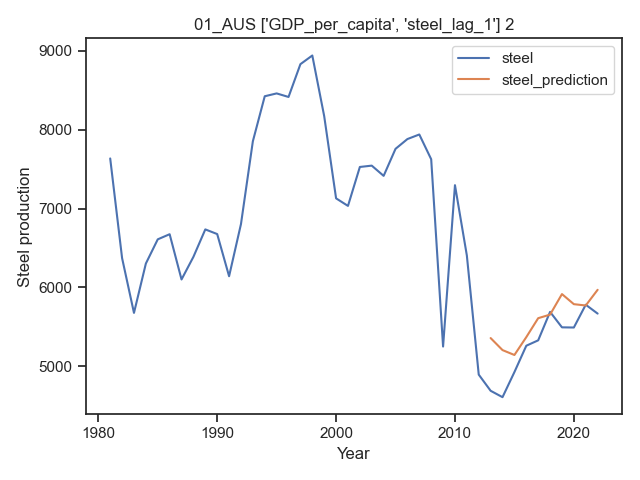 01_AUS ['GDP_per_capita', 'steel_lag_1'] 2
steel
steel_prediction
9000
8000
7000
6000
5000
Steel production
1980
1990
2000
2010
2020
Year